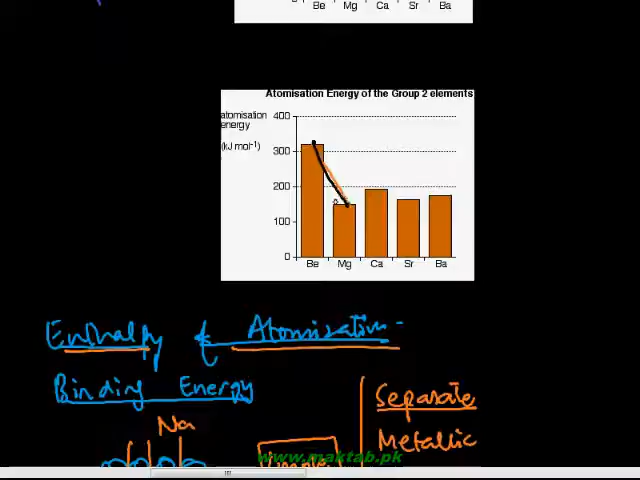 Be Mg Ca Sr Ba
Atomisation Energy of the Group 2 elements
atomisation
energy
(kJ mol-1)
400
300
200
100
0
Be Mg Ca Sr Ba
Enthalpy of Atomization
Binding Energy
Separate
Na
Metallic
www.maktab.pk